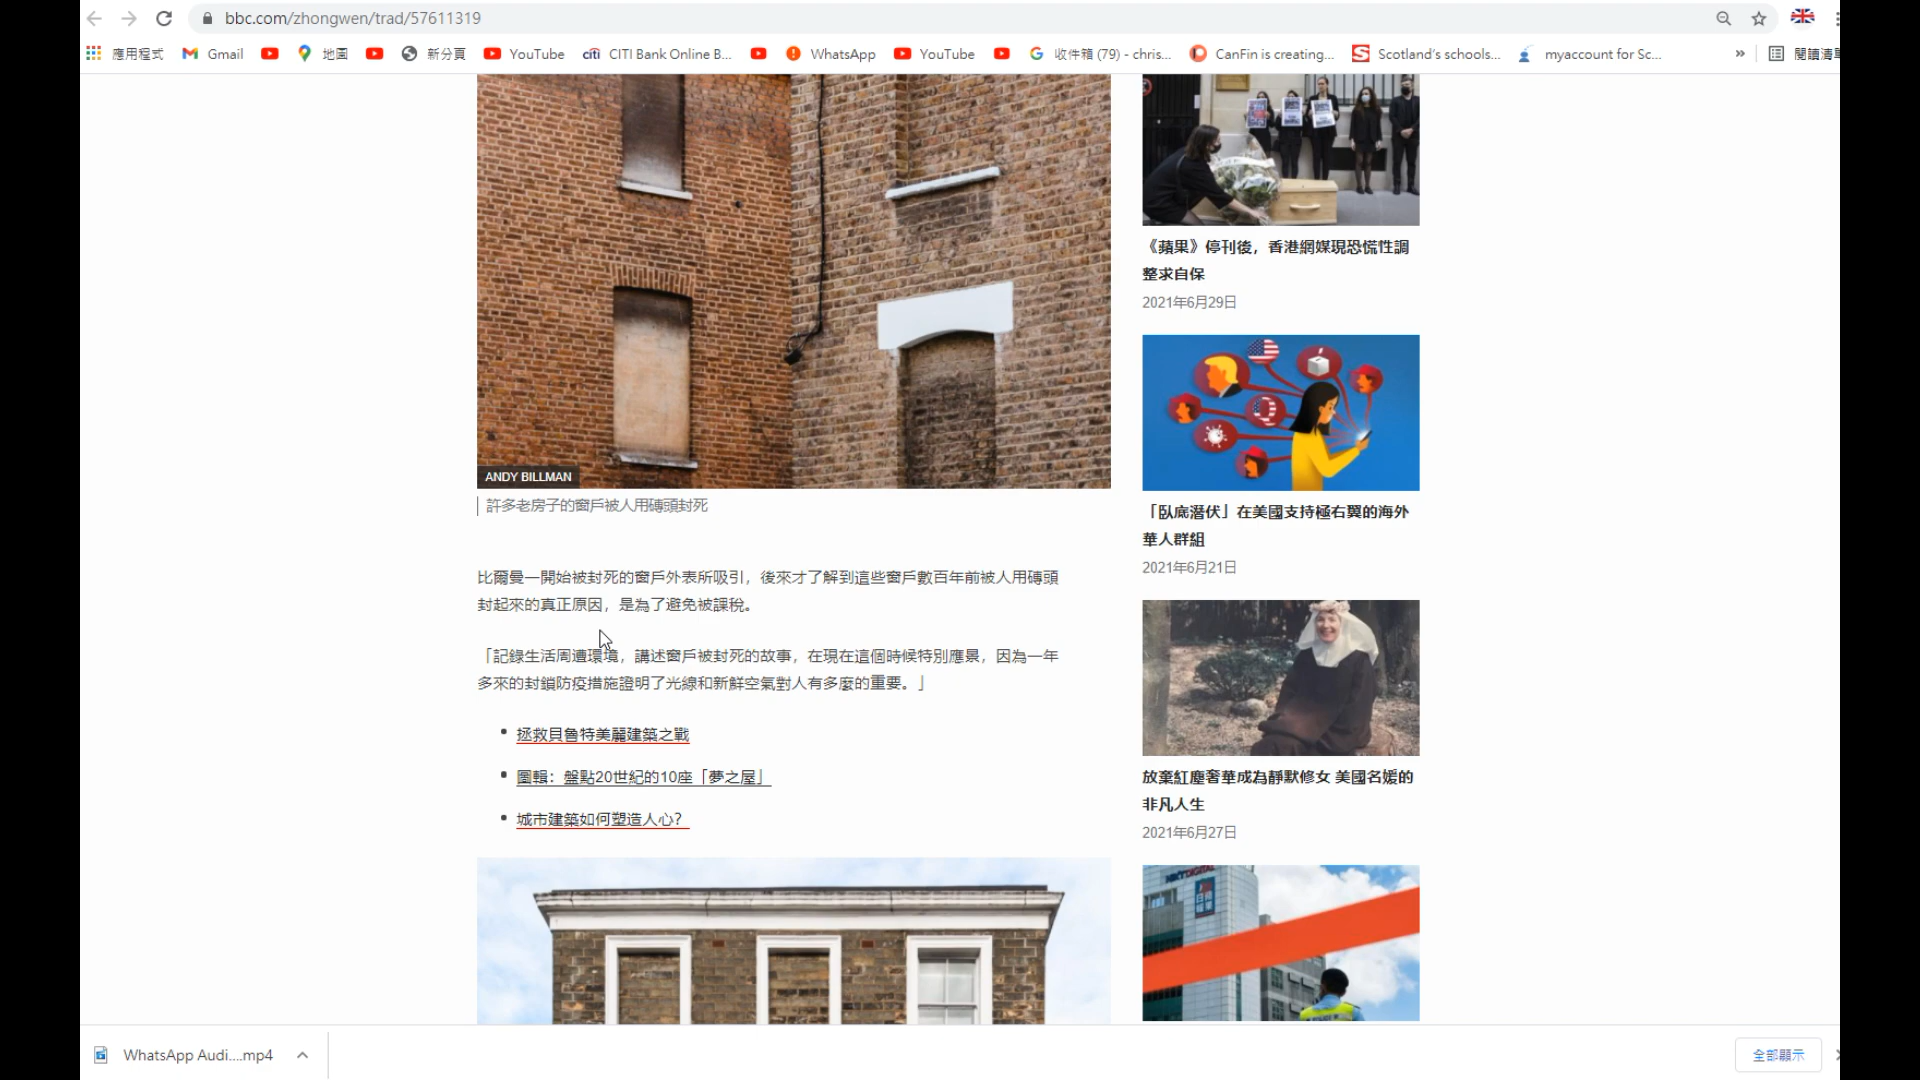 bbc.com/zhongwen/trad/57611319
應用程式 Gmail 地圖 新分頁 YouTube citi CITI Bank Online B... WhatsApp YouTube 收件箱 (79) - chris... CanFin is creating... Scotland's schools... myaccount for Sc... » 閱讀清單
ANDY BILLMAN
許多老房子的窗戶被人用磚頭封死
比爾曼一開始被封死的窗戶外表所吸引，後來才了解到這些窗戶數百年前被人用磚頭
封起來的真正原因，是為了避免被課稅。
「記錄生活周遭環境，講述窗戶被封死的故事，在現在這個時候特別應景，因為一年
多來的封鎖防疫措施證明了光線和新鮮空氣對人有多麼的重要。」
• 拯救貝魯特美麗建築之戰
• 圖輯：盤點20世紀的10座「夢之屋」
• 城市建築如何塑造人心？
《蘋果》停刊後，香港網媒現恐慌性調
整求自保
2021年6月29日
「臥底潛伏」在美國支持極右翼的海外
華人群組
2021年6月21日
放棄紅塵奢華成為靜默修女 美國名媛的
非凡人生
2021年6月27日
WhatsApp Audi....mp4
全部顯示